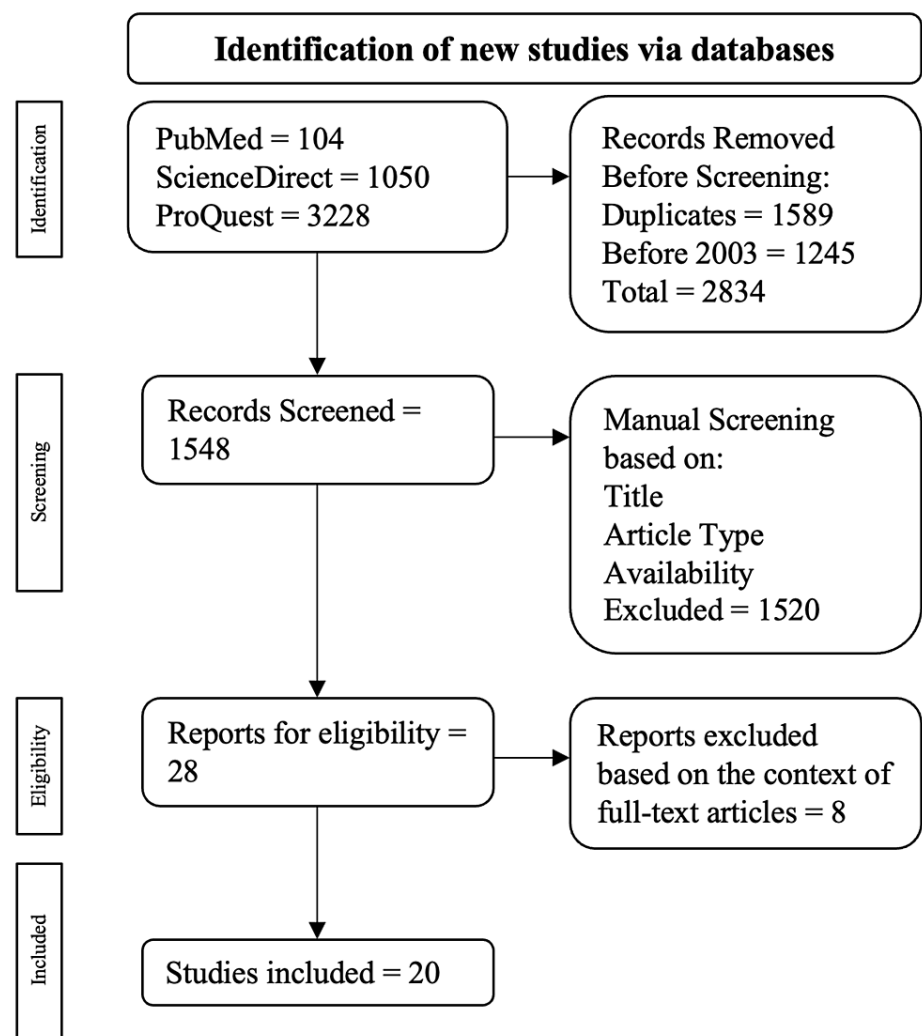 Identification of new studies via databases
Identification
PubMed = 104
ScienceDirect = 1050
ProQuest = 3228
Records Removed
Before Screening:
Duplicates = 1589
Before 2003 = 1245
Total = 2834
Screening
Records Screened =
1548
Manual Screening
based on:
Title
Article Type
Availability
Excluded = 1520
Eligibility
Reports for eligibility =
28
Reports excluded
based on the context of
full-text articles = 8
Included
Studies included = 20